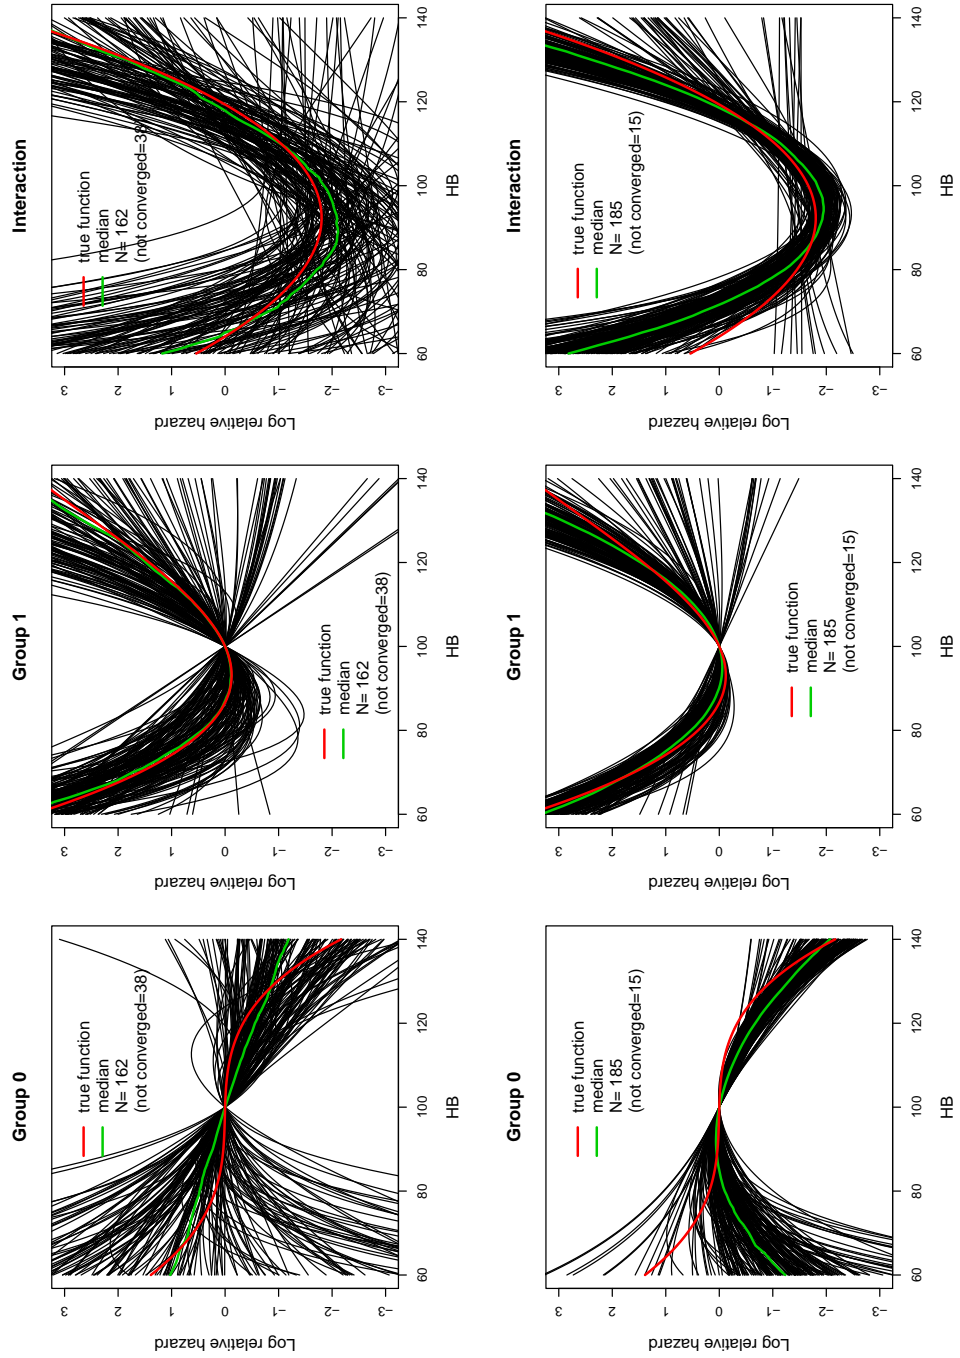 Group 0
true function
median
N= 162
(not converged=38)
3
2
1
0
−1
−2
−3
Log relative hazard
60
80
100
120
140
HB
Group 1
true function
median
N= 162
(not converged=38)
3
2
1
0
−1
−2
−3
Log relative hazard
60
80
100
120
140
HB
Interaction
true function
median
N= 162
(not converged=38)
3
2
1
0
−1
−2
−3
Log relative hazard
60
80
100
120
140
HB
Group 0
true function
median
N= 185
(not converged=15)
3
2
1
0
−1
−2
−3
Log relative hazard
60
80
100
120
140
HB
Group 1
true function
median
N= 185
(not converged=15)
3
2
1
0
−1
−2
−3
Log relative hazard
60
80
100
120
140
HB
Interaction
true function
median
N= 185
(not converged=15)
3
2
1
0
−1
−2
−3
Log relative hazard
60
80
100
120
140
HB